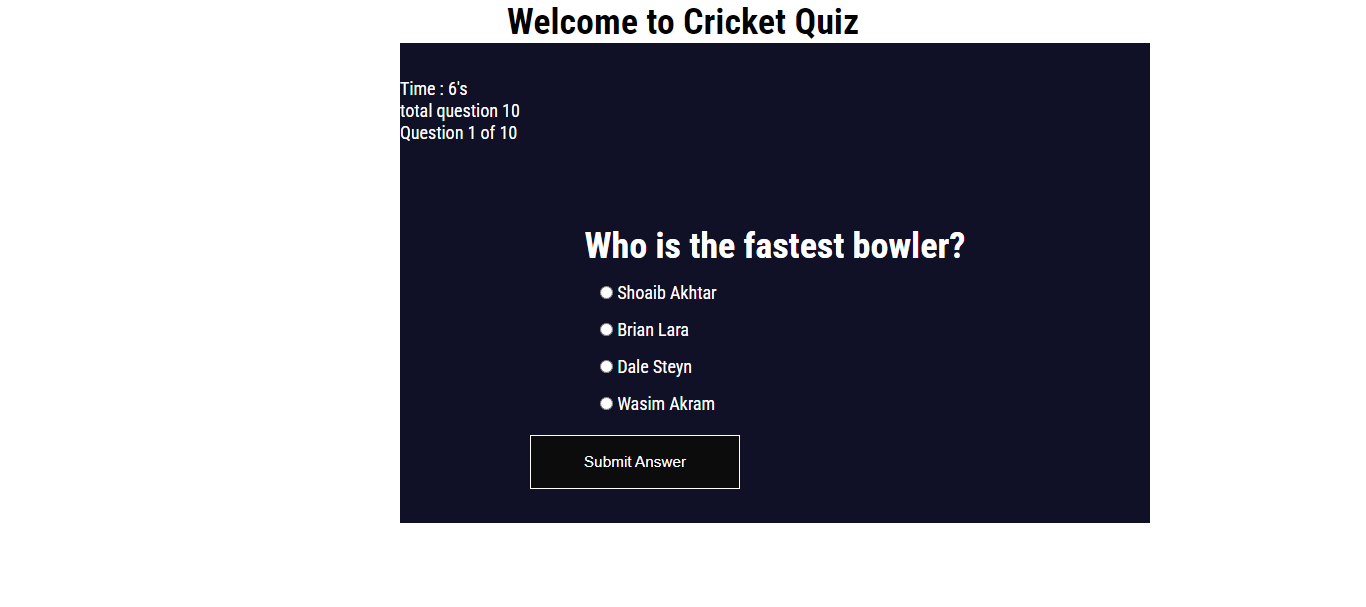 Welcome to Cricket Quiz
Time : 6's
total question 10
Question 1 of 10
Who is the fastest bowler?
Shoaib Akhtar
Brian Lara
Dale Steyn
Wasim Akram
Submit Answer